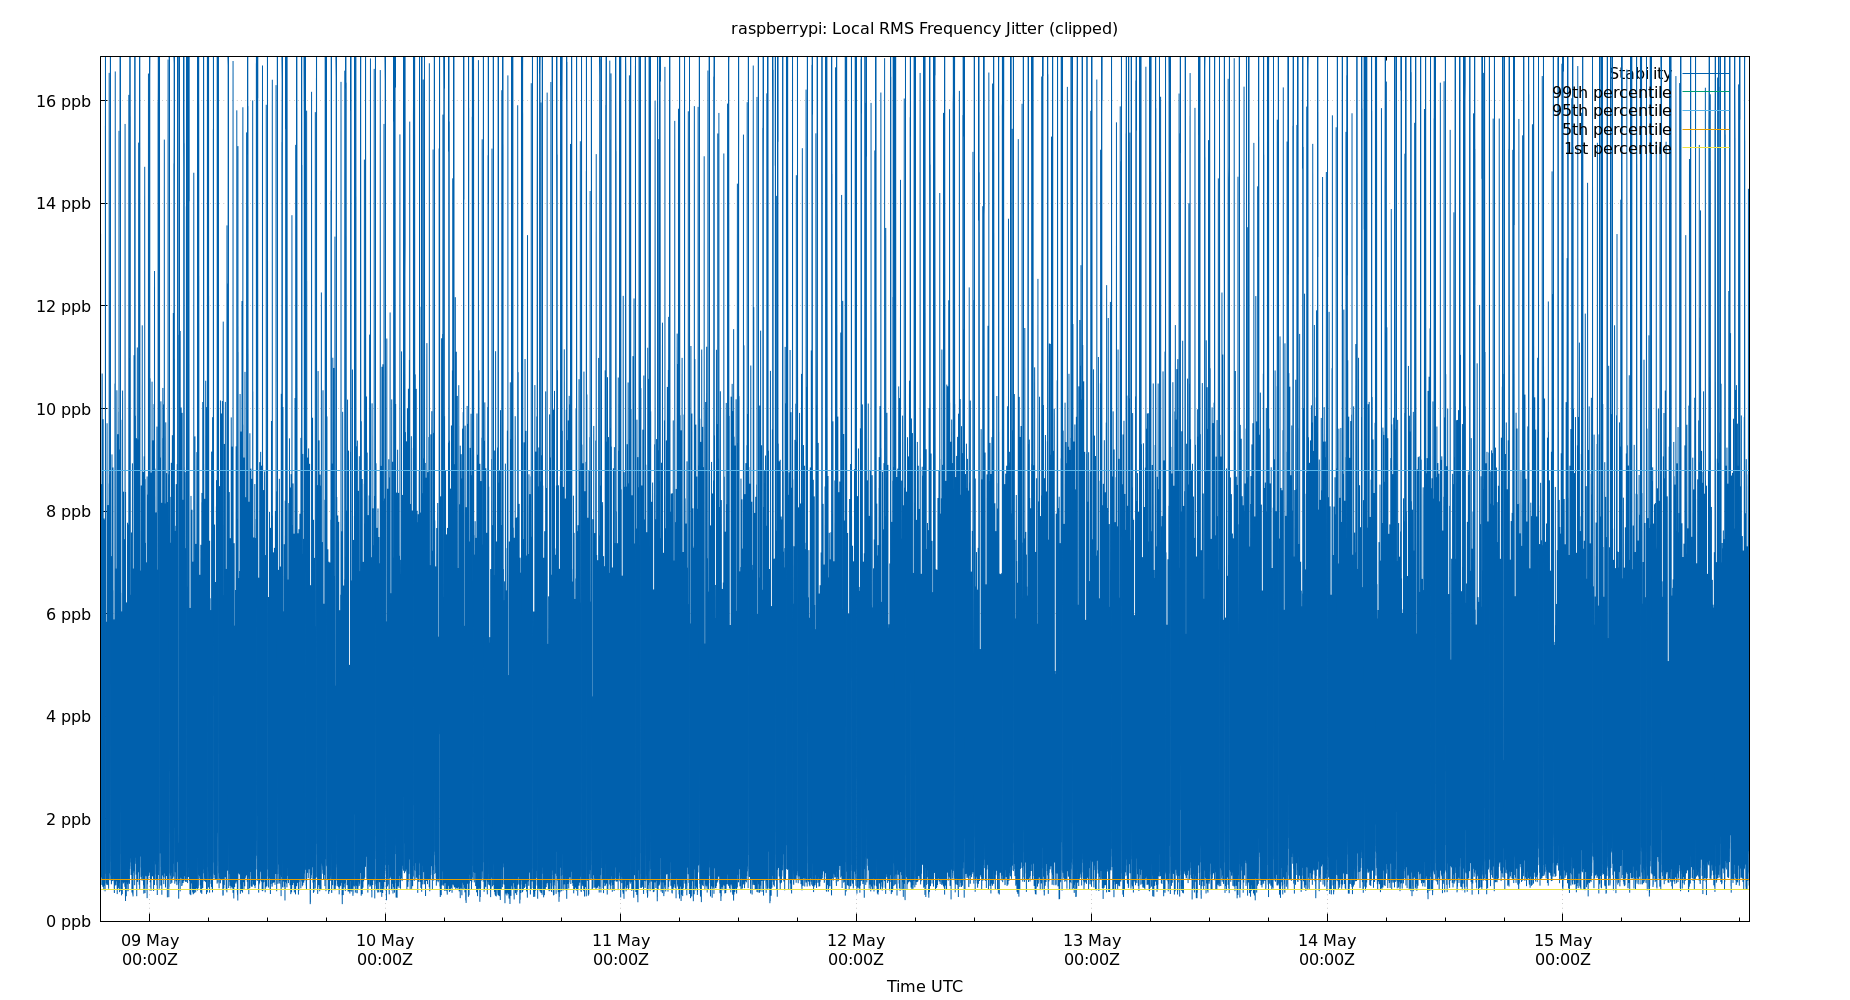 raspberrypi: Local RMS Frequency Jitter (clipped)
Stability
99th percentile
95th percentile
5th percentile
1st percentile
16 ppb
14 ppb
12 ppb
10 ppb
8 ppb
6 ppb
4 ppb
2 ppb
0 ppb
09 May 10 May 11 May 12 May 13 May 14 May 15 May
00:00Z 00:00Z 00:00Z 00:00Z 00:00Z 00:00Z 00:00Z
Time UTC